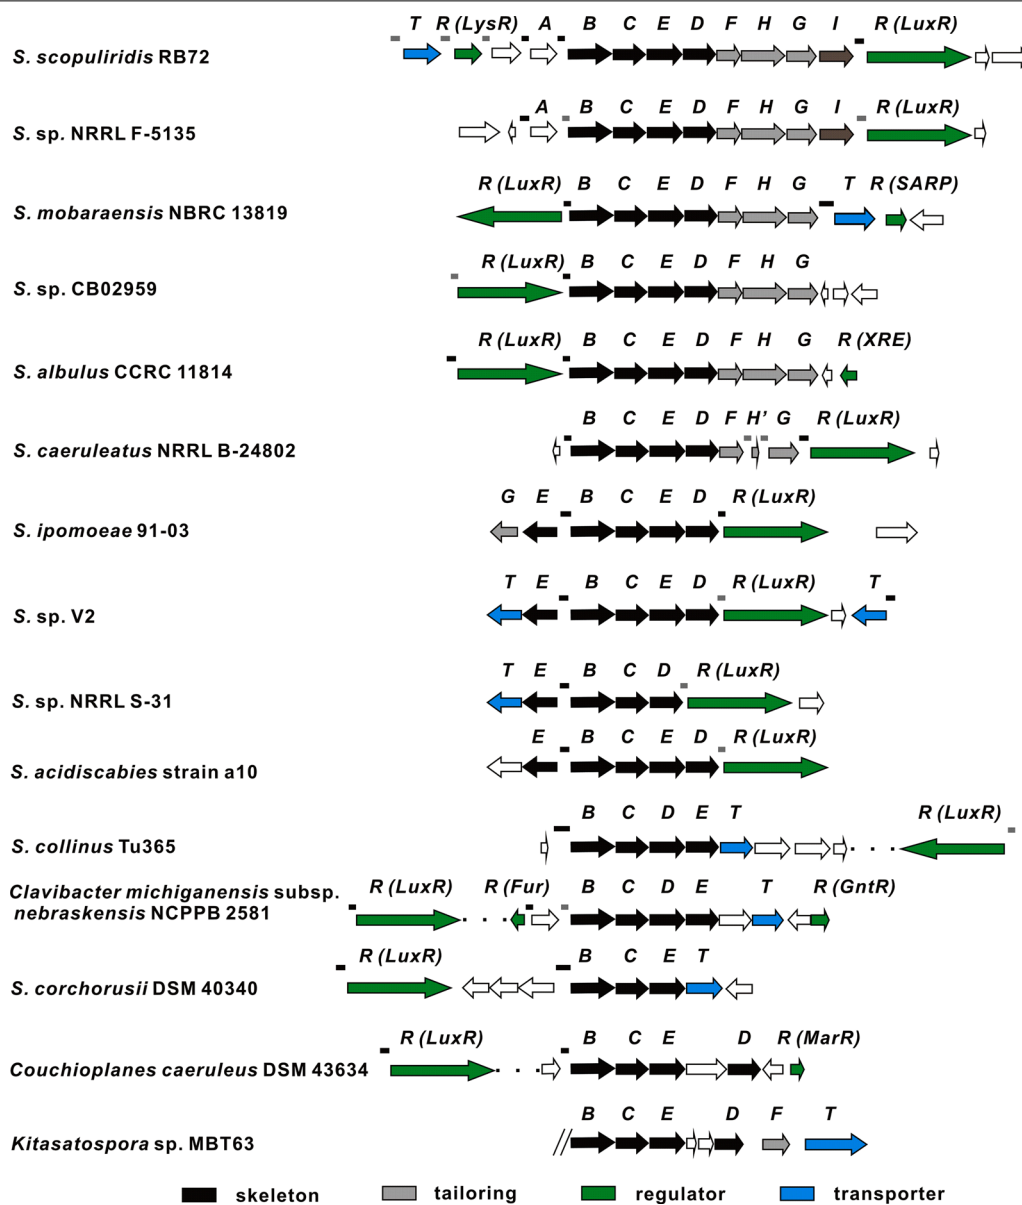 T R (LysR) A B C E D F H G I R (LuxR)
S. scopuliridis RB72
A B C E D F H G I R (LuxR)
S. sp. NRRL F-5135
R (LuxR) B C E D F H G T R (SARP)
S. mobaraensis NBRC 13819
R (LuxR) B C E D F H G
S. sp. CB02959
R (LuxR) B C E D F H G R (XRE)
S. albulus CCRC 11814
B C E D F H’ G R (LuxR)
S. caeruleatus NRRL B-24802
G E B C E D R (LuxR)
S. ipomoeae 91-03
T E B C E D R (LuxR) T
S. sp. V2
T E B C D R (LuxR)
S. sp. NRRL S-31
E B C E D R (LuxR)
S. acidiscabies strain a10
B C D E T R (LuxR)
S. collinus Tu365
R (LuxR) R (Fur) B C D E T R (GntR)
Clavibacter michiganensis subsp.
nebraskensis NCPPB 2581
R (LuxR) B C E T
S. corchorusii DSM 40340
R (LuxR) B C E D R (MarR)
Couchioplanes caeruleus DSM 43634
B C E D F T
Kitasatospora sp. MBT63
skeleton tailoring regulator transporter